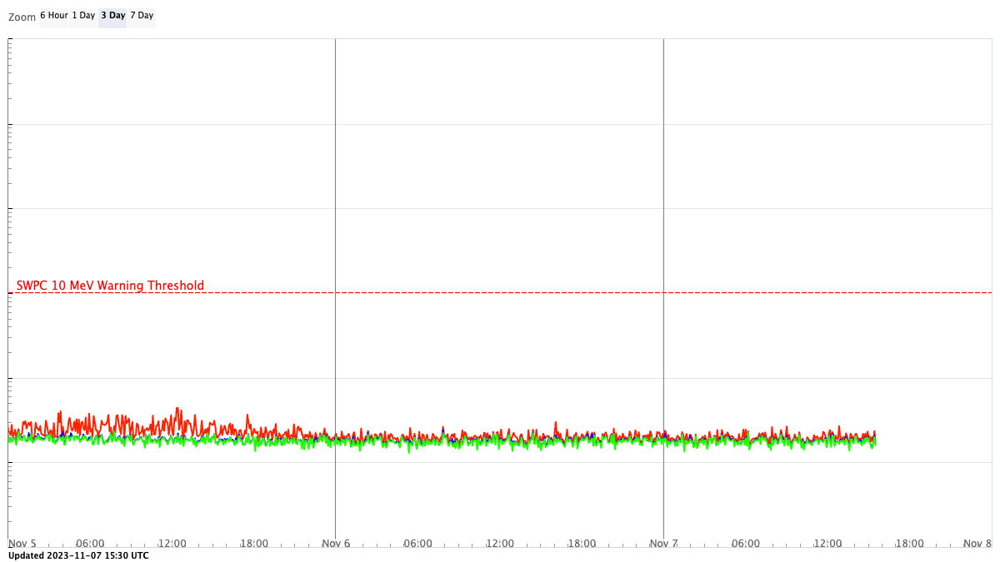 Zoom 6 Hour 1 Day 3 Day 7 Day
SWPC 10 MeV Warning Threshold
Nov 5 06:00 12:00 18:00 Nov 6 06:00 12:00 18:00 Nov 7 06:00 12:00 18:00 Nov 8
Updated 2023-11-07 15:30 UTC